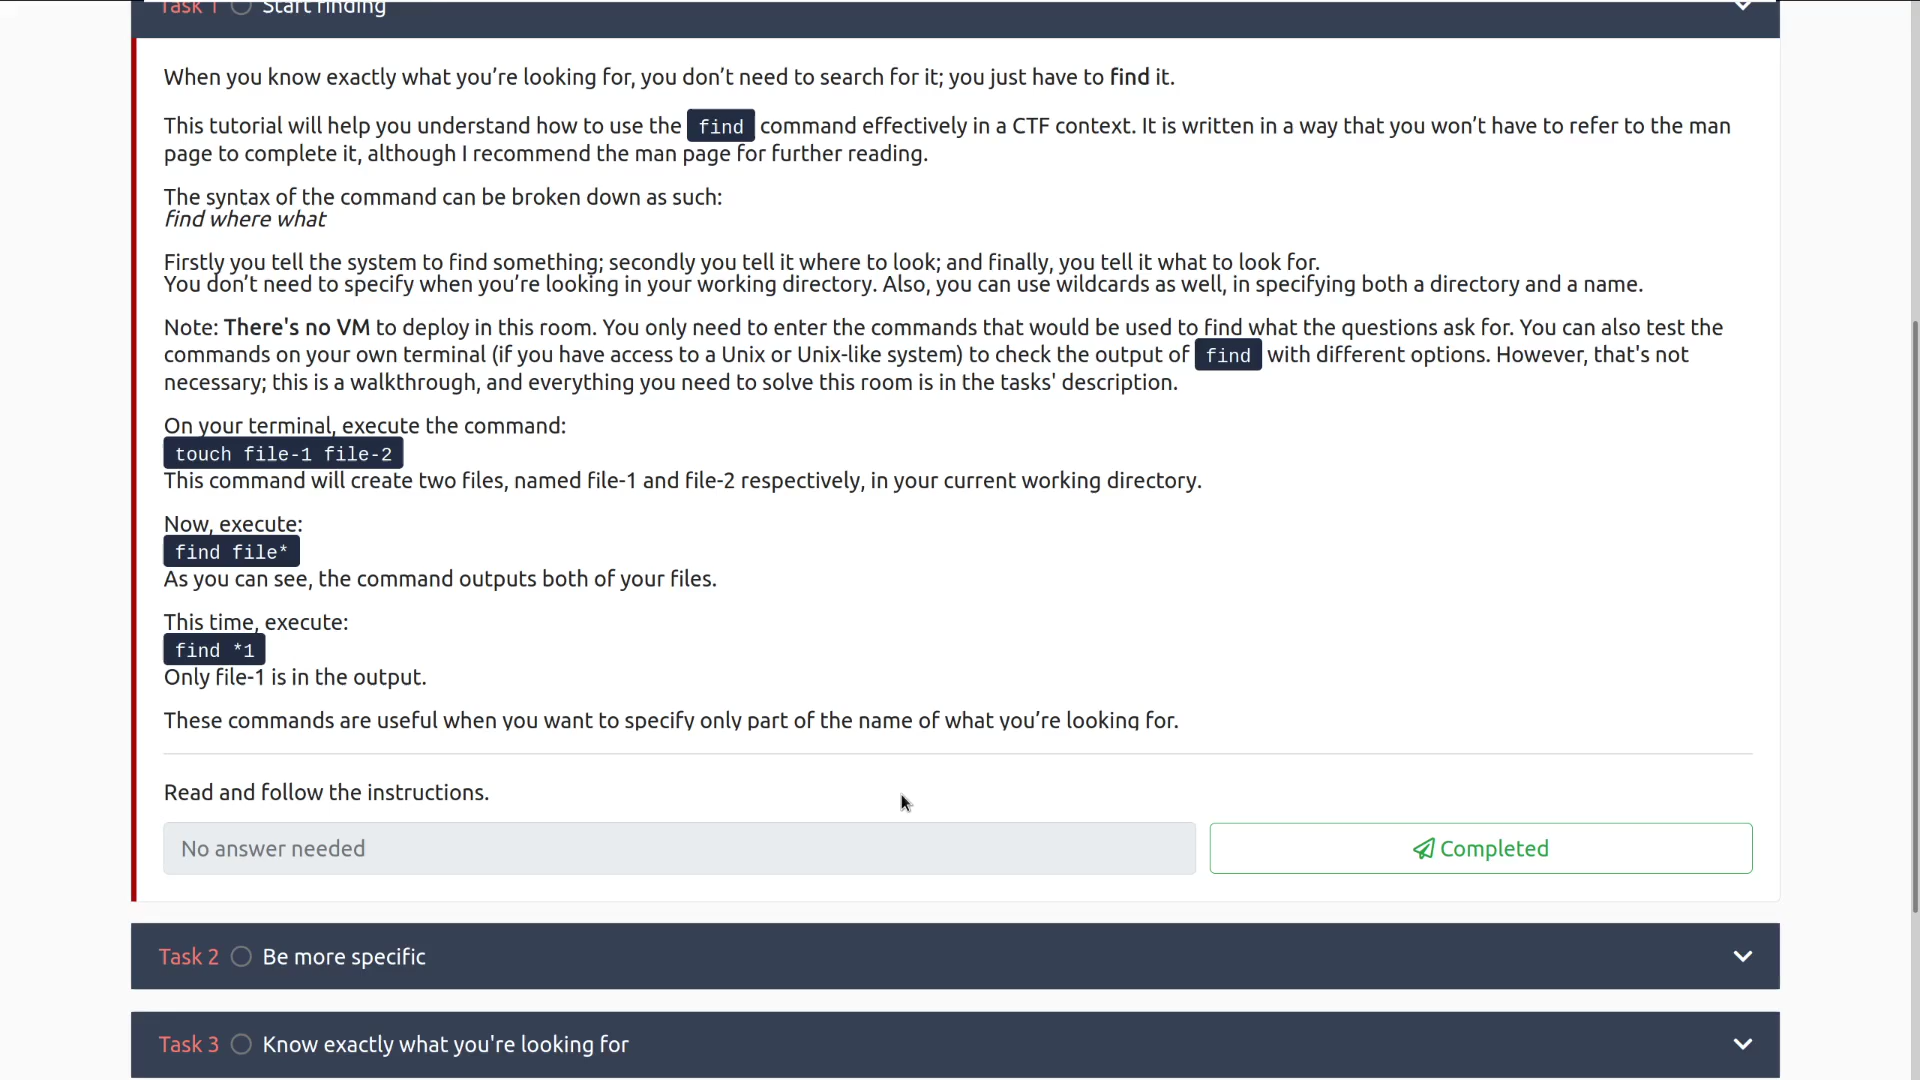 Task 1 Start finding
When you know exactly what you’re looking for, you don’t need to search for it; you just have to find it.
This tutorial will help you understand how to use the find command effectively in a CTF context. It is written in a way that you won’t have to refer to the man
page to complete it, although I recommend the man page for further reading.
The syntax of the command can be broken down as such:
find where what
Firstly you tell the system to find something; secondly you tell it where to look; and finally, you tell it what to look for.
You don’t need to specify when you’re looking in your working directory. Also, you can use wildcards as well, in specifying both a directory and a name.
Note: There's no VM to deploy in this room. You only need to enter the commands that would be used to find what the questions ask for. You can also test the
commands on your own terminal (if you have access to a Unix or Unix-like system) to check the output of find with different options. However, that's not
necessary; this is a walkthrough, and everything you need to solve this room is in the tasks' description.
On your terminal, execute the command:
touch file-1 file-2
This command will create two files, named file-1 and file-2 respectively, in your current working directory.
Now, execute:
find file*
As you can see, the command outputs both of your files.
This time, execute:
find *1
Only file-1 is in the output.
These commands are useful when you want to specify only part of the name of what you’re looking for.
Read and follow the instructions.
No answer needed
Completed
Task 2 Be more specific
Task 3 Know exactly what you're looking for